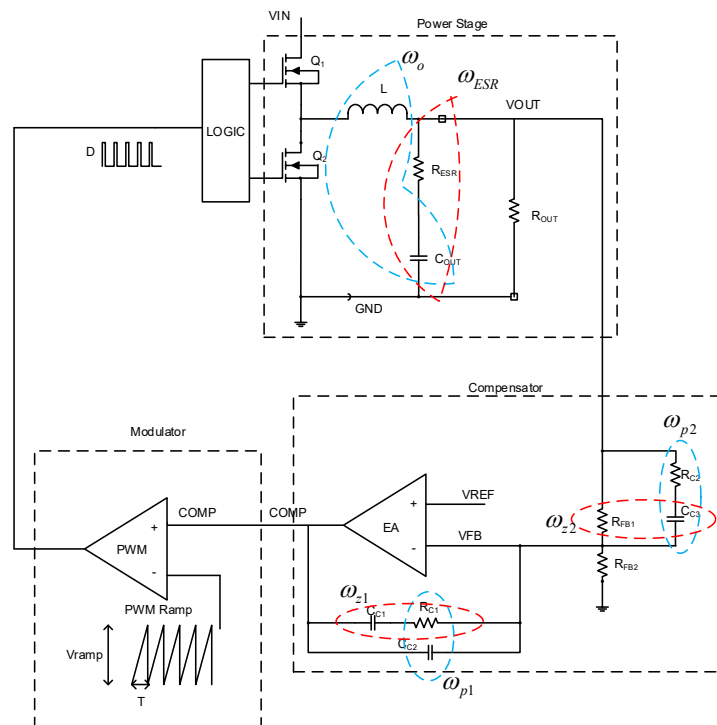 VIN
Power Stage
Q1
ωo
ωESR
L
VOUT
LOGIC
D
Q2
RESR
ROUT
COUT
GND
Compensator
Modulator
ωp2
RC2
VREF
COMP
COMP
EA
+
CC3
ωz2
RFB1
PWM
+
VFB
-
-
RFB2
ωz1
PWM Ramp
CC1
RC1
Vramp
CC2
T
ωp1